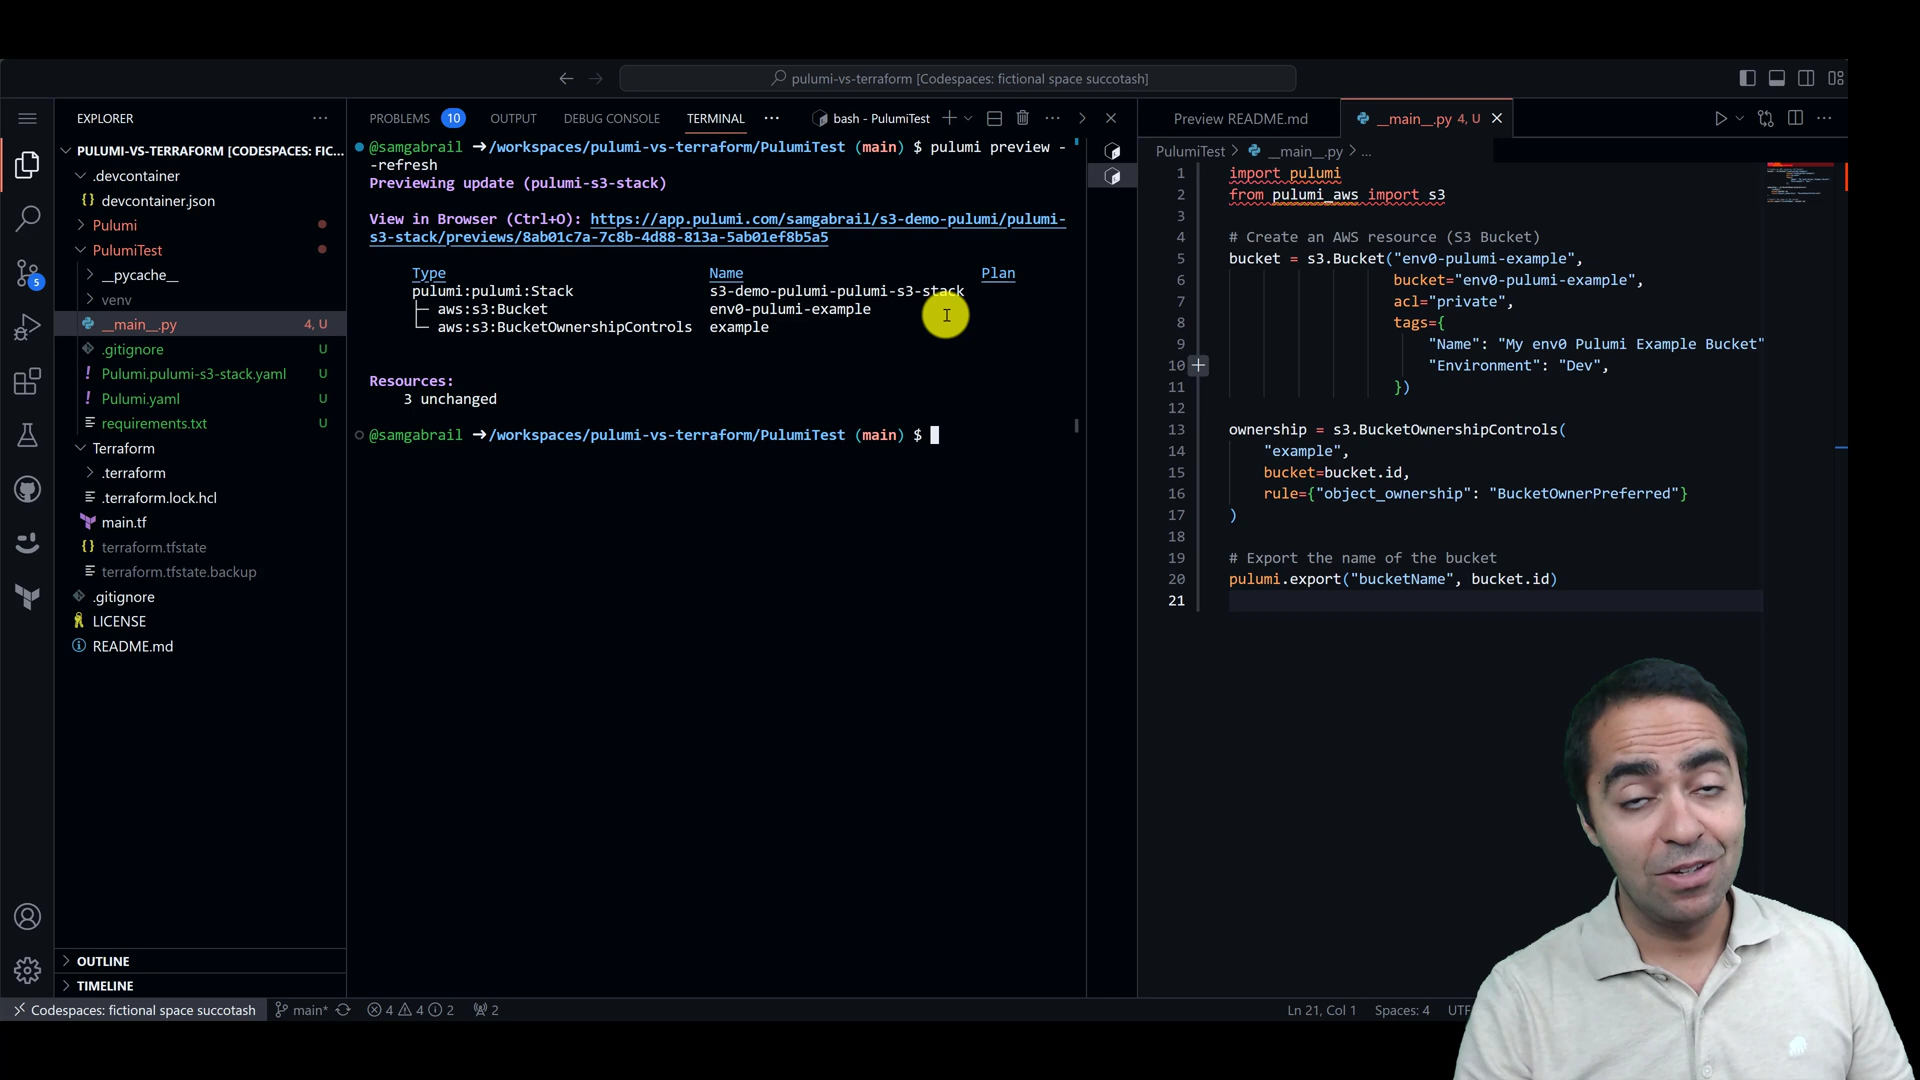 pulumi-vs-terraform [Codespaces: fictional space succotash]
EXPLORER
PULUMI-VS-TERRAFORM [CODESPACES: FIC...
.devcontainer
{} devcontainer.json
Pulumi
PulumiTest
__pycache__
venv
__main__.py 4, U
.gitignore U
! Pulumi.pulumi-s3-stack.yaml U
! Pulumi.yaml U
requirements.txt U
Terraform
.terraform
.terraform.lock.hcl
main.tf
{} terraform.tfstate
terraform.tfstate.backup
.gitignore
LICENSE
README.md
OUTLINE
TIMELINE
5
PROBLEMS 10 OUTPUT DEBUG CONSOLE TERMINAL ... bash - PulumiTest
@samgabrail ➜/workspaces/pulumi-vs-terraform/PulumiTest (main) $ pulumi preview -
-refresh
Previewing update (pulumi-s3-stack)
View in Browser (Ctrl+O): https://app.pulumi.com/samgabrail/s3-demo-pulumi/pulumi-
s3-stack/previews/8ab01c7a-7c8b-4d88-813a-5ab01ef8b5a5
Type Name Plan
pulumi:pulumi:Stack s3-demo-pulumi-pulumi-s3-stack
├─ aws:s3:Bucket env0-pulumi-example
└─ aws:s3:BucketOwnershipControls example
Resources:
3 unchanged
@samgabrail ➜/workspaces/pulumi-vs-terraform/PulumiTest (main) $
Preview README.md __main__.py 4, U
PulumiTest > __main__.py > ...
1 import pulumi
2 from pulumi_aws import s3
3
4 # Create an AWS resource (S3 Bucket)
5 bucket = s3.Bucket("env0-pulumi-example",
6 bucket="env0-pulumi-example",
7 acl="private",
8 tags={
9 "Name": "My env0 Pulumi Example Bucket"
10 "Environment": "Dev",
11 })
12
13 ownership = s3.BucketOwnershipControls(
14 "example",
15 bucket=bucket.id,
16 rule={"object_ownership": "BucketOwnerPreferred"}
17 )
18
19 # Export the name of the bucket
20 pulumi.export("bucketName", bucket.id)
21
Codespaces: fictional space succotash main* 4 4 2 2 Ln 21, Col 1 Spaces: 4 UTF